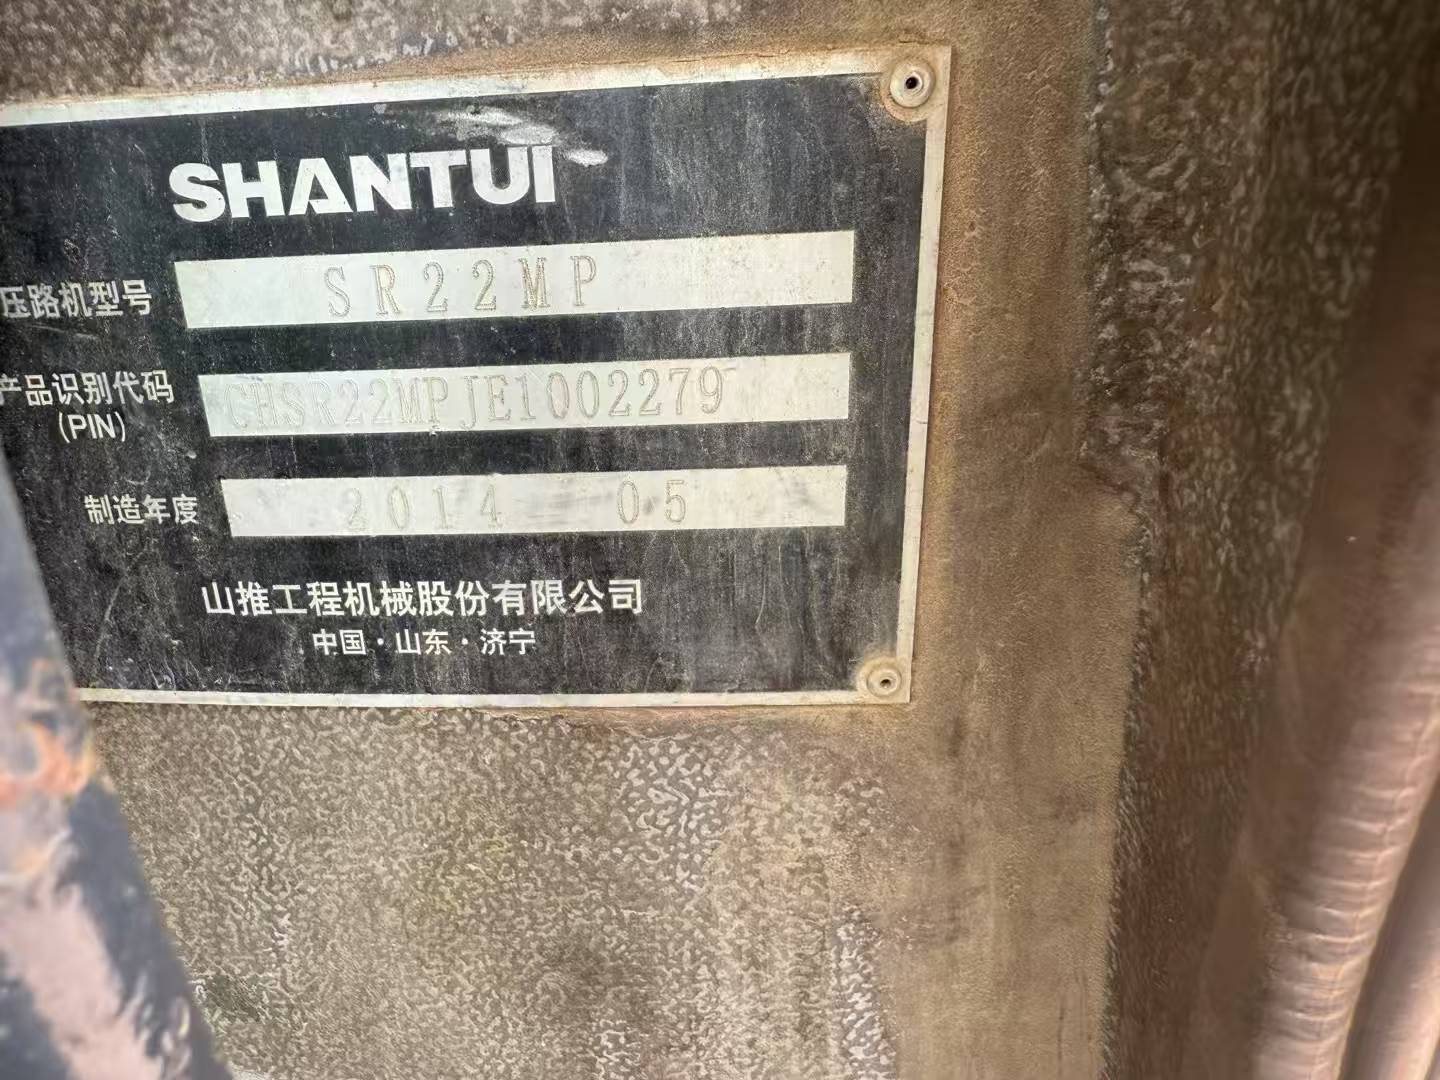 SHANTUI
压路机型号 SR22MP
产品识别代码 CHSR22MPJE1002279
(PIN)
制造年度 2014 05
山推工程机械股份有限公司
中国·山东·济宁